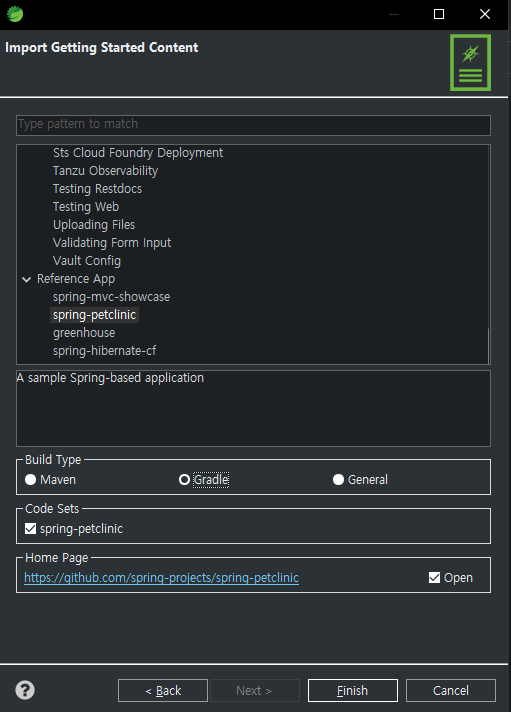 Import Getting Started Content
Type pattern to match
Sts Cloud Foundry Deployment
Tanzu Observability
Testing Restdocs
Testing Web
Uploading Files
Validating Form Input
Vault Config
Reference App
spring-mvc-showcase
spring-petclinic
greenhouse
spring-hibernate-cf
A sample Spring-based application
Build Type
Maven Gradle General
Code Sets
spring-petclinic
Home Page
https://github.com/spring-projects/spring-petclinic Open
? < Back Next > Finish Cancel